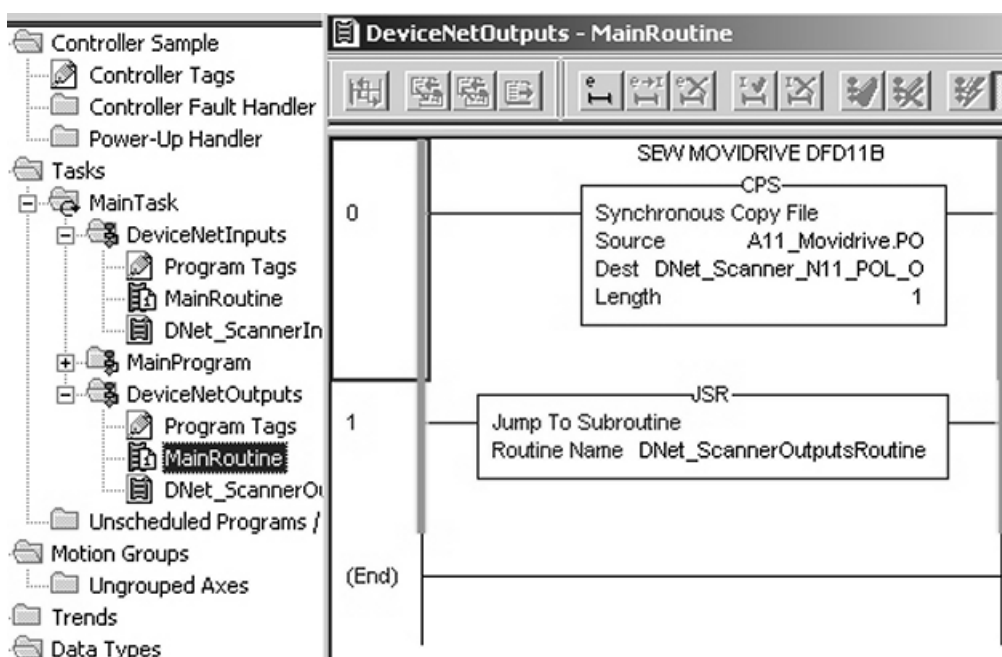 Controller Sample
Controller Tags
Controller Fault Handler
Power-Up Handler
Tasks
MainTask
DeviceNetInputs
Program Tags
MainRoutine
DNet_ScannerIn
MainProgram
DeviceNetOutputs
Program Tags
MainRoutine
DNet_ScannerOu
Unscheduled Programs /
Motion Groups
Ungrouped Axes
Trends
Data Types
DeviceNetOutputs - MainRoutine
SEW MOVIDRIVE DFD11B
CPS
0
Synchronous Copy File
Source A11_Movidrive.PO
Dest DNet_Scanner_N11_POL_O
Length 1
JSR
1
Jump To Subroutine
Routine Name DNet_ScannerOutputsRoutine
(End)